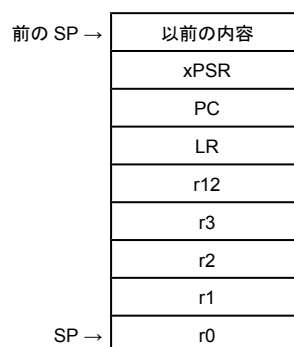 前の SP → 以前の内容
xPSR
PC
LR
r12
r3
r2
r1
SP → r0